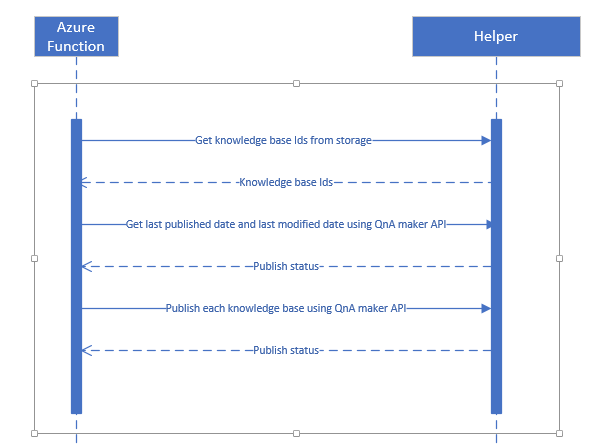 Azure
Function
Helper
Get knowledge base Ids from storage
Knowledge base Ids
Get last published date and last modified date using QnA maker API
Publish status
Publish each knowledge base using QnA maker API
Publish status